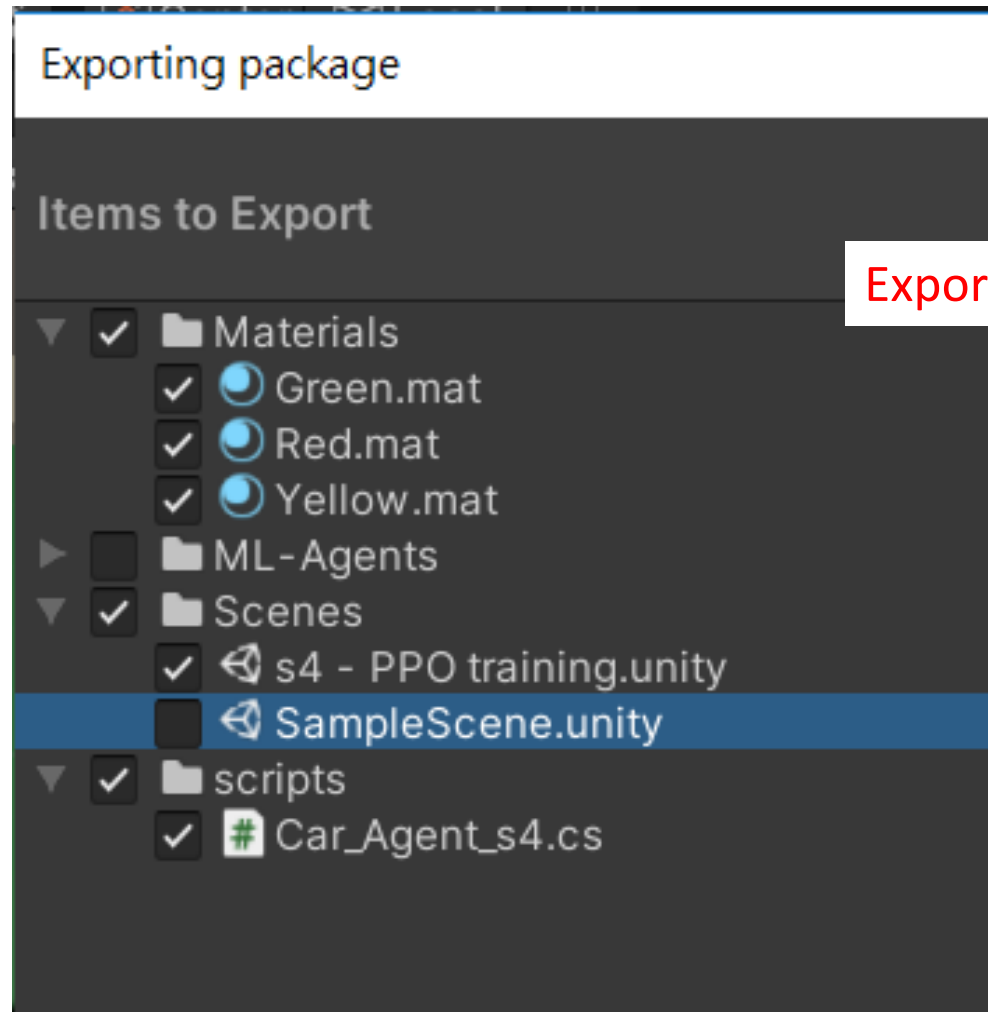 Exporting package
Items to Export
Expor
Materials
Green.mat
Red.mat
Yellow.mat
ML-Agents
Scenes
s4 - PPO training.unity
SampleScene.unity
scripts
# Car_Agent_s4.cs